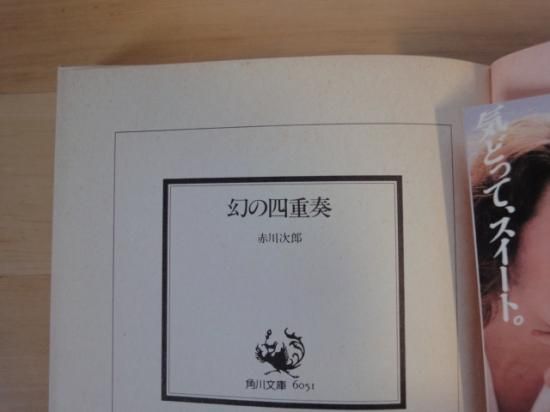 幻の四重奏
赤川次郎
角川文庫 6051
気どって、スイート。